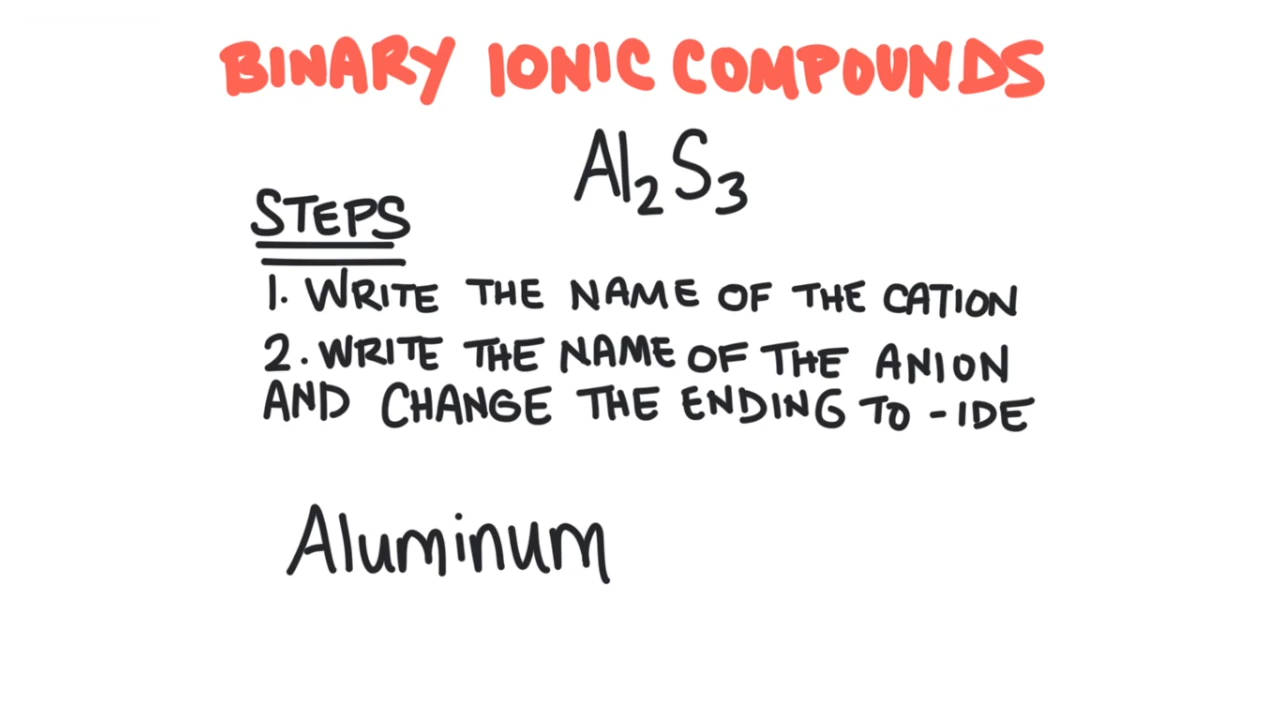 BINARY IONIC COMPOUNDS
Al₂S₃
STEPS
1. WRITE THE NAME OF THE CATION
2. WRITE THE NAME OF THE ANION
AND CHANGE THE ENDING TO -IDE
Aluminum